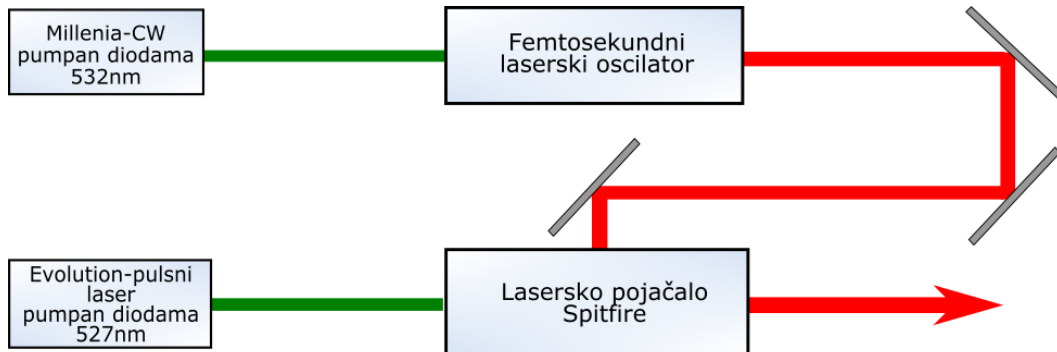 Millenia-CW
pumpan diodama
532nm
Femtosekundni
laserski oscilator
Evolution-pulsni
laser
pumpan diodama
527nm
Lasersko pojačalo
Spitfire